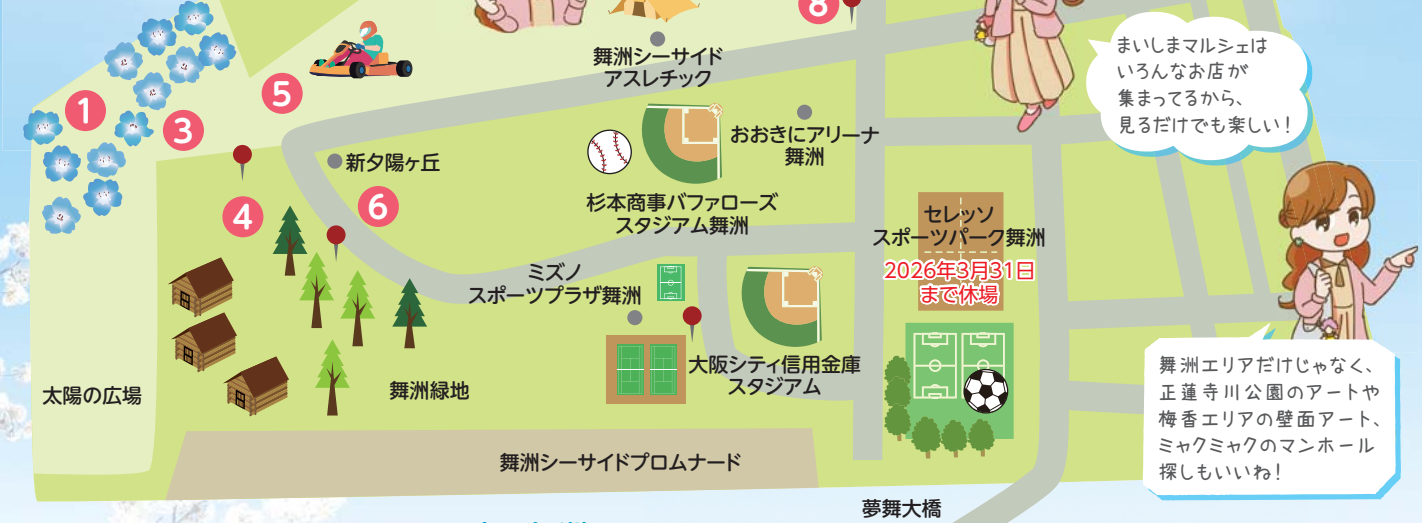 8
舞洲シーサイド
アスレチック
まいしまマルシェは
いろんなお店が
集まってるから、
見るだけでも楽しい!
5
1
3
おおきにアリーナ
舞洲
新夕陽ヶ丘
6
4
杉本商事バファローズ
スタジアム舞洲
セレッソ
スポーツパーク舞洲
2026年3月31日
まで休場
ミズノ
スポーツプラザ舞洲
大阪シティ信用金庫
スタジアム
舞洲エリアだけじゃなく、
正蓮寺川公園のアートや
梅香エリアの壁面アート、
ミャクミャクのマンホール
探しもいいね!
太陽の広場
舞洲緑地
舞洲シーサイドプロムナード
夢舞大橋